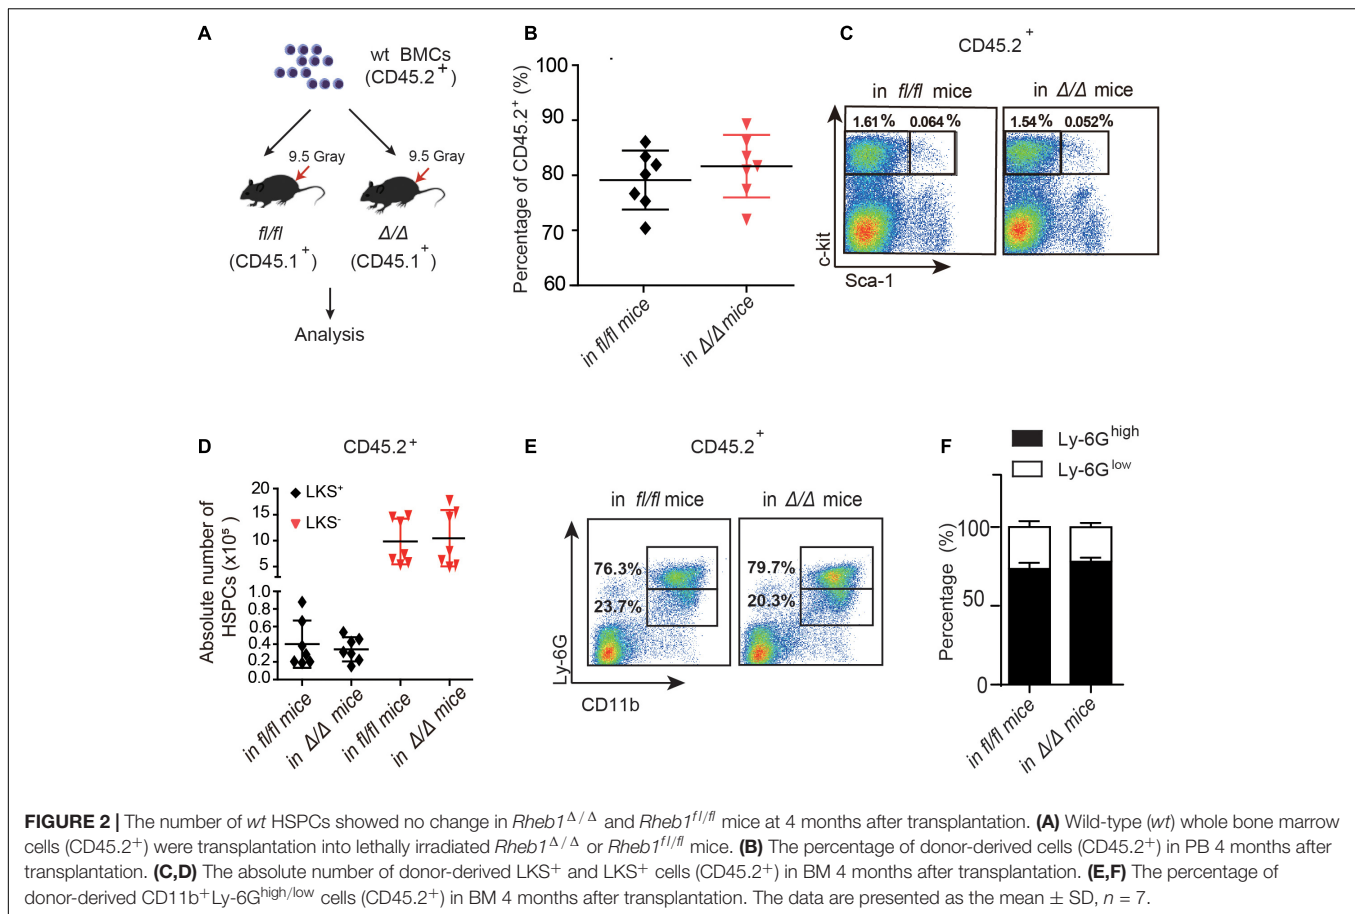 A
wt BMCs
(CD45.2⁺)
9.5 Gray
9.5 Gray
fl/fl
(CD45.1⁺)
Δ/Δ
(CD45.1⁺)
Analysis
B
Percentage of CD45.2⁺ (%)
100
90
80
70
60
in fl/fl mice
in Δ/Δ mice
C
CD45.2⁺
in fl/fl mice
in Δ/Δ mice
1.61%
0.064%
1.54%
0.052%
c-kit
Sca-1
D
CD45.2⁺
Absolute number of
HSPCs (x10⁵)
LKS⁺
LKS⁻
20
15
10
5
1.0
0.8
0.6
0.4
0.2
0.0
in fl/fl mice
in Δ/Δ mice
in fl/fl mice
in Δ/Δ mice
E
CD45.2⁺
in fl/fl mice
in Δ/Δ mice
76.3%
23.7%
79.7%
20.3%
Ly-6G
CD11b
F
Ly-6G^high
Ly-6G^low
Percentage (%)
100
50
0
in fl/fl mice
in Δ/Δ mice
FIGURE 2 | The number of wt HSPCs showed no change in Rheb1^Δ/Δ and Rheb1^fl/fl mice at 4 months after transplantation. (A) Wild-type (wt) whole bone marrow
cells (CD45.2⁺) were transplantation into lethally irradiated Rheb1^Δ/Δ or Rheb1^fl/fl mice. (B) The percentage of donor-derived cells (CD45.2⁺) in PB 4 months after
transplantation. (C,D) The absolute number of donor-derived LKS⁺ and LKS⁺ cells (CD45.2⁺) in BM 4 months after transplantation. (E,F) The percentage of
donor-derived CD11b⁺Ly-6G^high/low cells (CD45.2⁺) in BM 4 months after transplantation. The data are presented as the mean ± SD, n = 7.